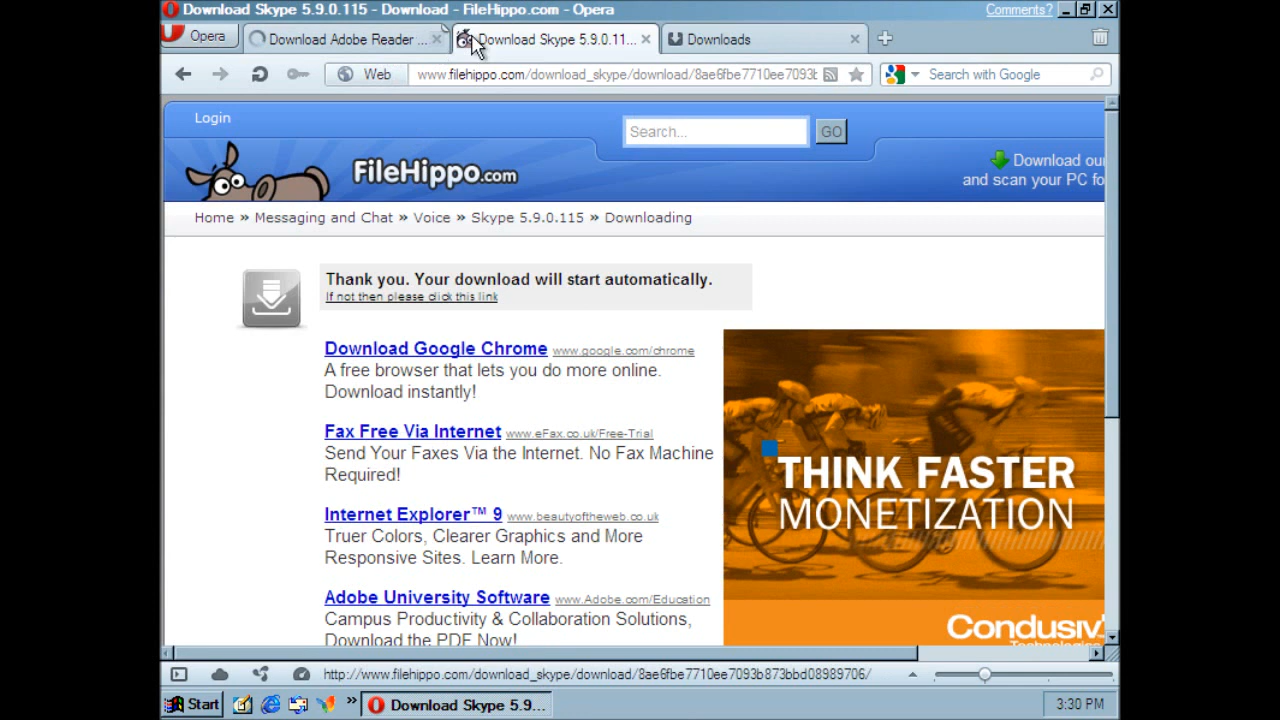 Download Skype 5.9.0.115 - Download - FileHippo.com - Opera
Comments?
Opera
Download Adobe Reader ...
Download Skype 5.9.0.11...
Downloads
Web
www.filehippo.com/download_skype/download/8ae6fbe7710ee7093b
Search with Google
Login
Search...
GO
FileHippo.com
Download our
and scan your PC fo
Home » Messaging and Chat » Voice » Skype 5.9.0.115 » Downloading
Thank you. Your download will start automatically.
If not then please click this link
Download Google Chrome www.google.com/chrome
A free browser that lets you do more online.
Download instantly!
Fax Free Via Internet www.eFax.co.uk/Free-Trial
Send Your Faxes Via the Internet. No Fax Machine
Required!
Internet Explorer™ 9 www.beautyoftheweb.co.uk
Truer Colors, Clearer Graphics and More
Responsive Sites. Learn More.
Adobe University Software www.Adobe.com/Education
Campus Productivity & Collaboration Solutions,
Download the PDF Now!
THINK FASTER
MONETIZATION
Condusiv
http://www.filehippo.com/download_skype/download/8ae6fbe7710ee7093b873bbd08989706/
Start
Download Skype 5.9...
3:30 PM